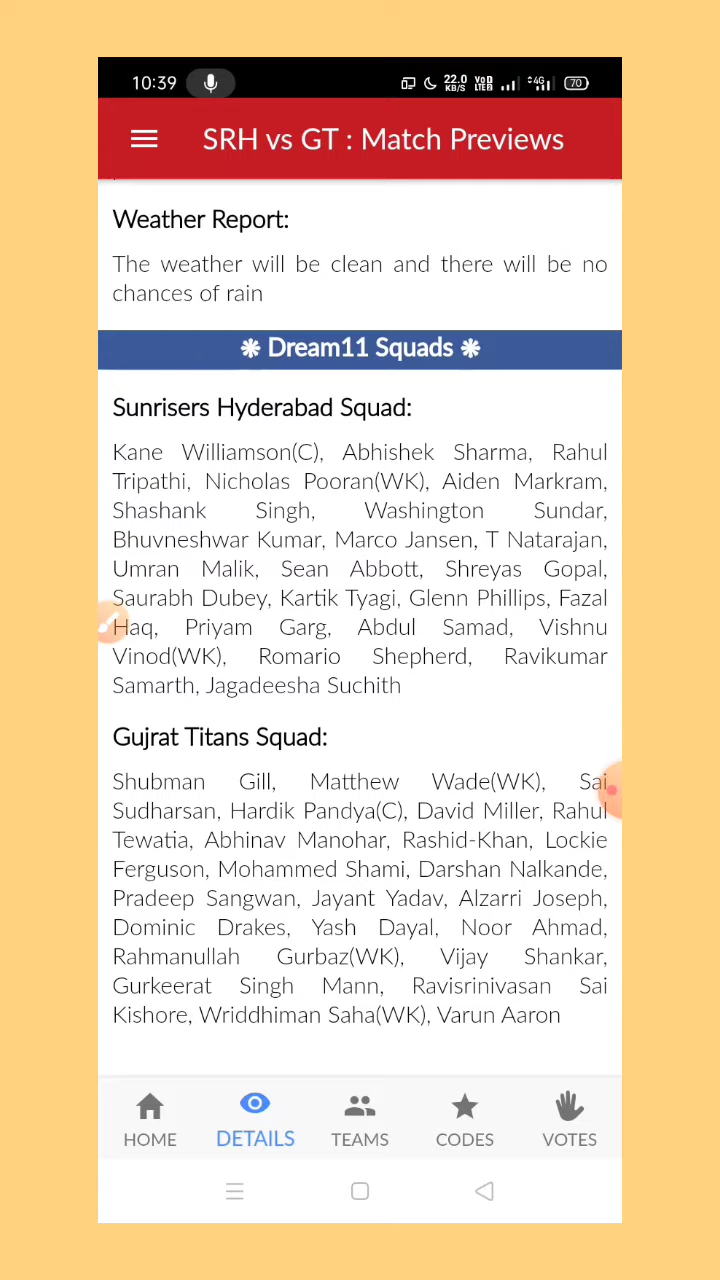 10:39 22.0 KB/S VoD LTE 4G 70
SRH vs GT : Match Previews
Weather Report:
The weather will be clean and there will be no
chances of rain
❋ Dream11 Squads ❋
Sunrisers Hyderabad Squad:
Kane Williamson(C), Abhishek Sharma, Rahul
Tripathi, Nicholas Pooran(WK), Aiden Markram,
Shashank Singh, Washington Sundar,
Bhuvneshwar Kumar, Marco Jansen, T Natarajan,
Umran Malik, Sean Abbott, Shreyas Gopal,
Saurabh Dubey, Kartik Tyagi, Glenn Phillips, Fazal
Haq, Priyam Garg, Abdul Samad, Vishnu
Vinod(WK), Romario Shepherd, Ravikumar
Samarth, Jagadeesha Suchith
Gujrat Titans Squad:
Shubman Gill, Matthew Wade(WK), Sai
Sudharsan, Hardik Pandya(C), David Miller, Rahul
Tewatia, Abhinav Manohar, Rashid-Khan, Lockie
Ferguson, Mohammed Shami, Darshan Nalkande,
Pradeep Sangwan, Jayant Yadav, Alzarri Joseph,
Dominic Drakes, Yash Dayal, Noor Ahmad,
Rahmanullah Gurbaz(WK), Vijay Shankar,
Gurkeerat Singh Mann, Ravisrinivasan Sai
Kishore, Wriddhiman Saha(WK), Varun Aaron
HOME DETAILS TEAMS CODES VOTES